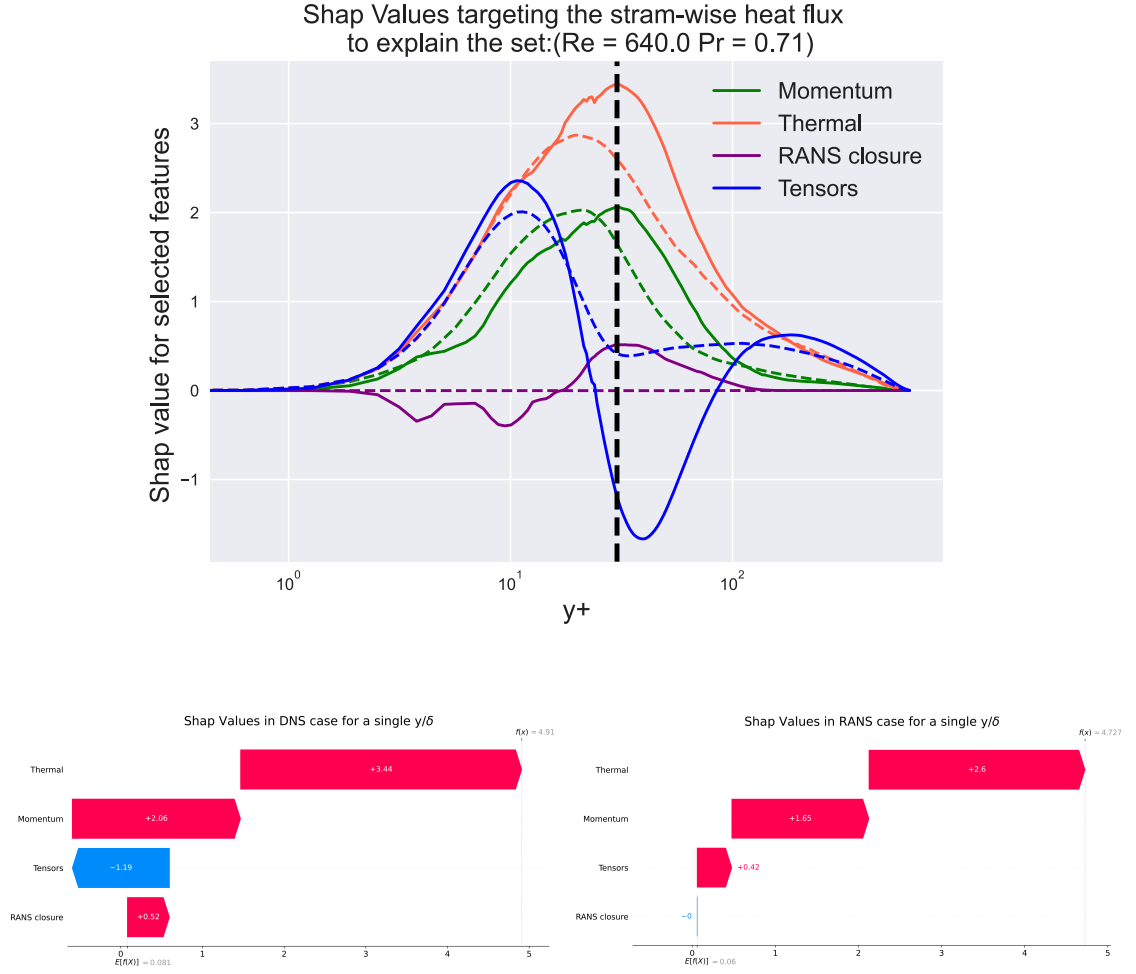 Shap Values targeting the stram-wise heat flux
to explain the set:(Re = 640.0 Pr = 0.71)
Momentum
Thermal
RANS closure
Tensors
Shap value for selected features
3
2
1
0
−1
10^0
10^1
10^2
y+
Shap Values in DNS case for a single y/δ
f(x) = 4.91
Thermal
+3.44
Momentum
+2.06
Tensors
−1.19
RANS closure
+0.52
0 1 2 3 4 5
E[f(X)] = 0.081
Shap Values in RANS case for a single y/δ
f(x) = 4.727
Thermal
+2.6
Momentum
+1.65
Tensors
+0.42
RANS closure
−0
0 1 2 3 4 5
E[f(X)] = 0.06